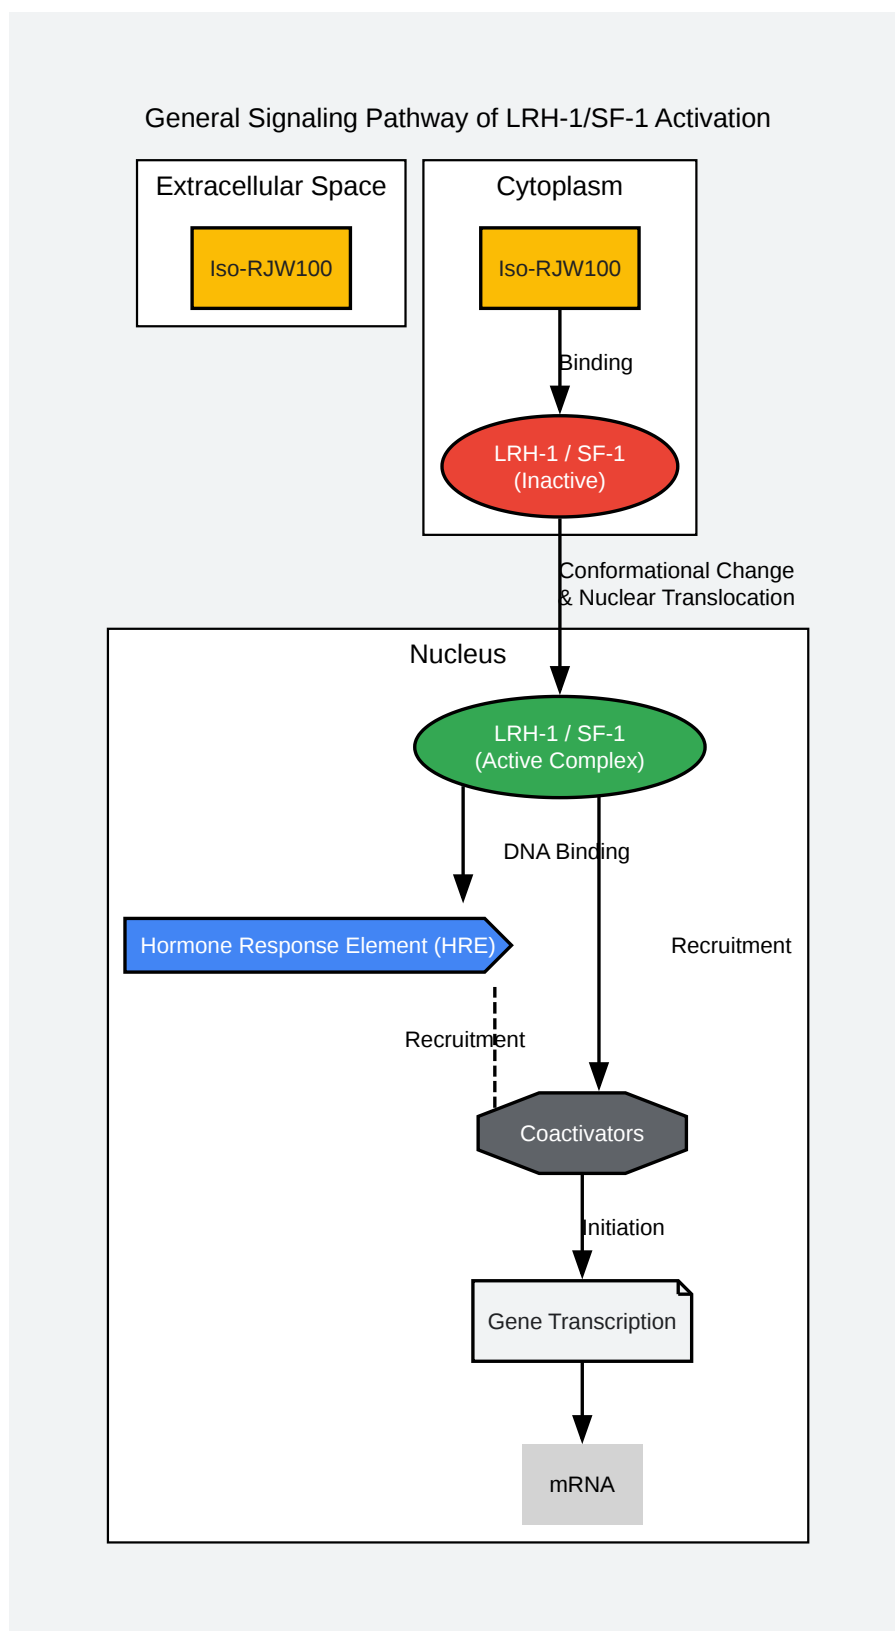 General Signaling Pathway of LRH-1/SF-1 Activation
Extracellular Space
Iso-RJW100
Cytoplasm
Iso-RJW100
Binding
LRH-1 / SF-1
(Inactive)
Conformational Change
& Nuclear Translocation
Nucleus
LRH-1 / SF-1
(Active Complex)
DNA Binding
Hormone Response Element (HRE)
Recruitment
Recruitment
Coactivators
Initiation
Gene Transcription
mRNA